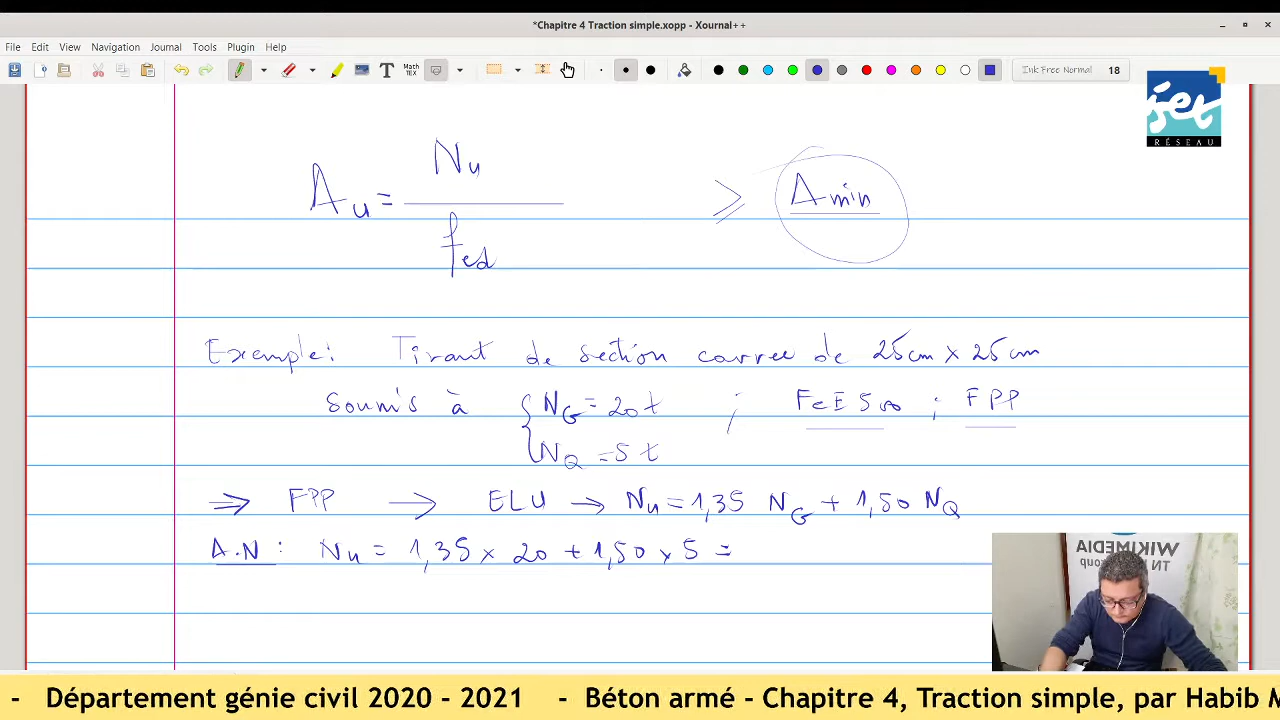 *Chapitre 4 Traction simple.xopp - Xournal++
File Edit View Navigation Journal Tools Plugin Help
Ink Free Normal 18
iset
RÉSEAU
Au = Nu / fed ⩾ Amin
Exemple: Tirant de section carree de 25cm x 25cm
Soumis à { NG = 20 t ; FeE 500 ; FPP
NQ = 5 t
⇒ FPP → ELU → Nu = 1,35 NG + 1,50 NQ
A.N : Nu = 1,35 x 20 + 1,50 x 5 =
WIKIMEDIA
- Département génie civil 2020 - 2021 - Béton armé - Chapitre 4, Traction simple, par Habib M